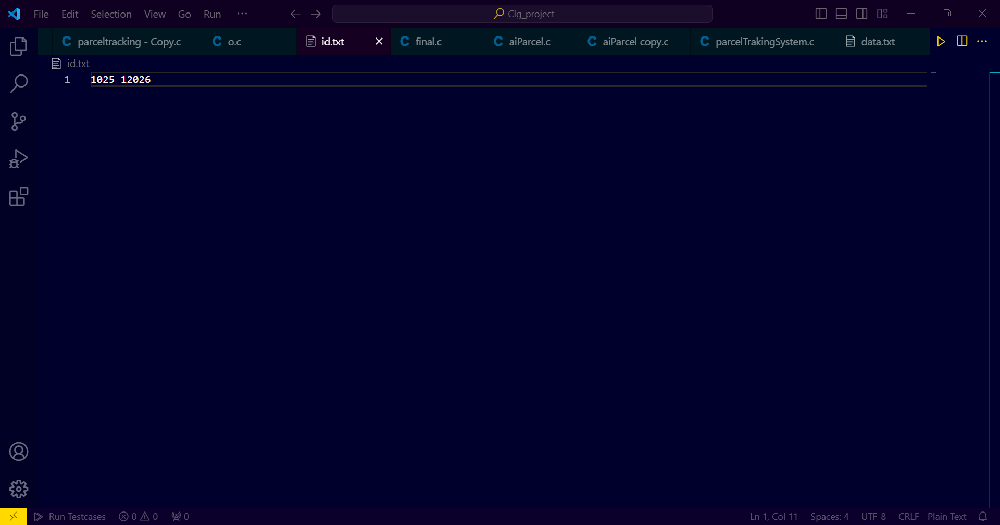 File Edit Selection View Go Run ··· Clg_project
parceltracking - Copy.c o.c id.txt final.c aiParcel.c aiParcel copy.c parcelTrakingSystem.c data.txt
id.txt
1 1025 12026
Run Testcases 0 0 0 Ln 1, Col 11 Spaces: 4 UTF-8 CRLF Plain Text